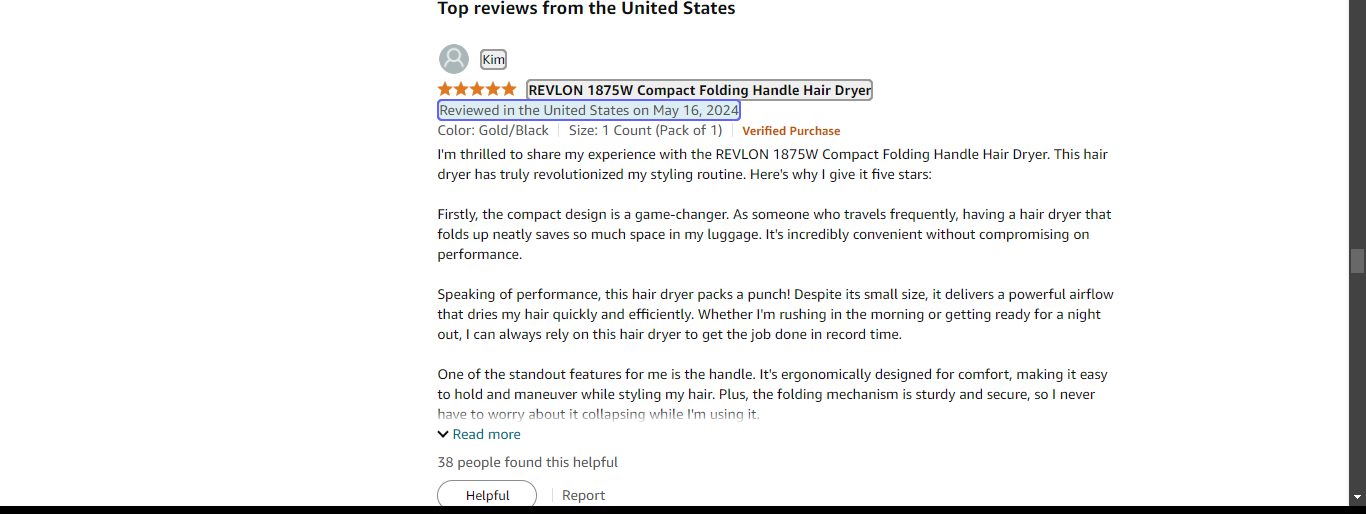 Top reviews from the United States
Kim
REVLON 1875W Compact Folding Handle Hair Dryer
Reviewed in the United States on May 16, 2024
Color: Gold/Black Size: 1 Count (Pack of 1) Verified Purchase
I'm thrilled to share my experience with the REVLON 1875W Compact Folding Handle Hair Dryer. This hair
dryer has truly revolutionized my styling routine. Here's why I give it five stars:
Firstly, the compact design is a game-changer. As someone who travels frequently, having a hair dryer that
folds up neatly saves so much space in my luggage. It's incredibly convenient without compromising on
performance.
Speaking of performance, this hair dryer packs a punch! Despite its small size, it delivers a powerful airflow
that dries my hair quickly and efficiently. Whether I'm rushing in the morning or getting ready for a night
out, I can always rely on this hair dryer to get the job done in record time.
One of the standout features for me is the handle. It's ergonomically designed for comfort, making it easy
to hold and maneuver while styling my hair. Plus, the folding mechanism is sturdy and secure, so I never
have to worry about it collapsing while I'm using it.
Read more
38 people found this helpful
Helpful Report